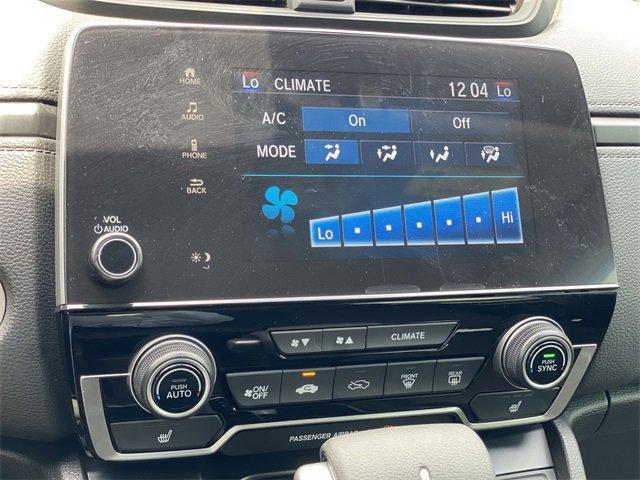 Lo CLIMATE 12 04 Lo
HOME
A/C On Off
AUDIO
MODE
PHONE
BACK
Lo Hi
VOL
AUDIO
CLIMATE
PUSH AUTO
ON/OFF
FRONT
REAR
PUSH SYNC
PASSENGER AIRBAG